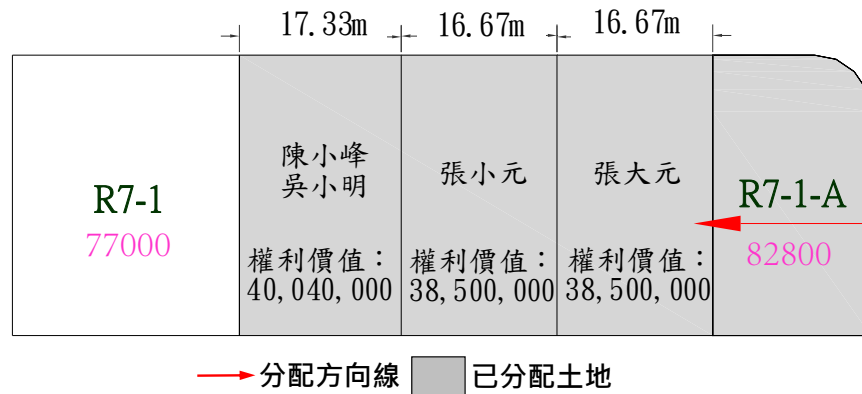 17.33m 16.67m 16.67m
R7-1
77000
陳小峰
吳小明
權利價值：
40,040,000
張小元
權利價值：
38,500,000
張大元
權利價值：
38,500,000
R7-1-A
82800
分配方向線 已分配土地